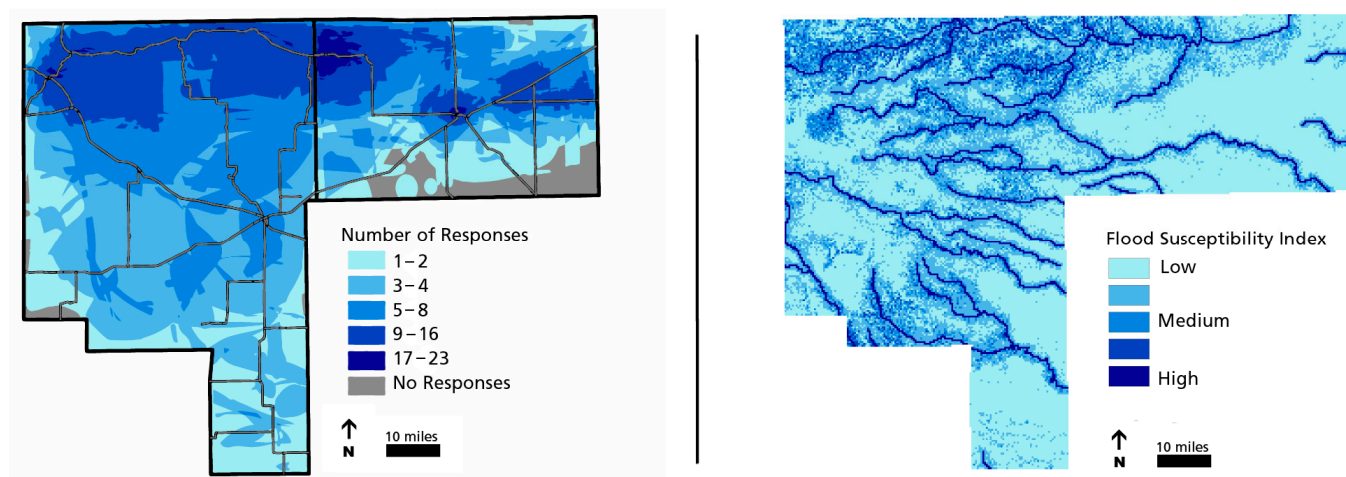 Number of Responses
1–2
3–4
5–8
9–16
17–23
No Responses
N
10 miles
Flood Susceptibility Index
Low
Medium
High
N
10 miles